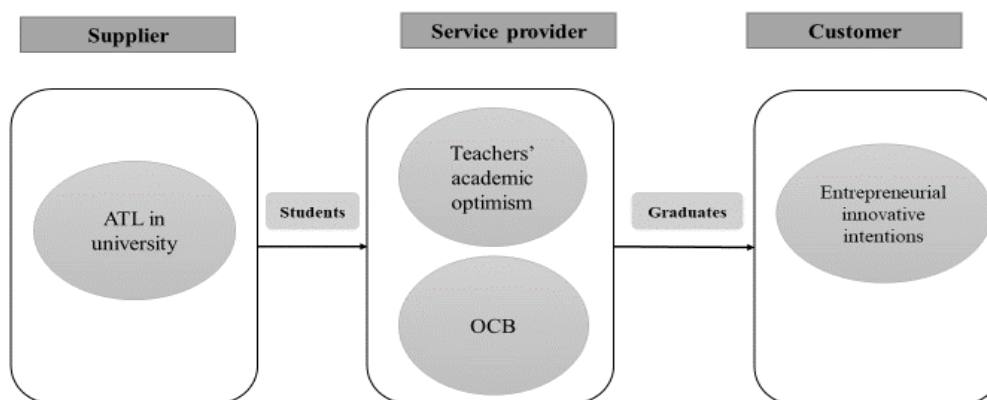 Supplier
Service provider
Customer
ATL in
university
Students
Teachers'
academic
optimism
OCB
Graduates
Entrepreneurial
innovative
intentions